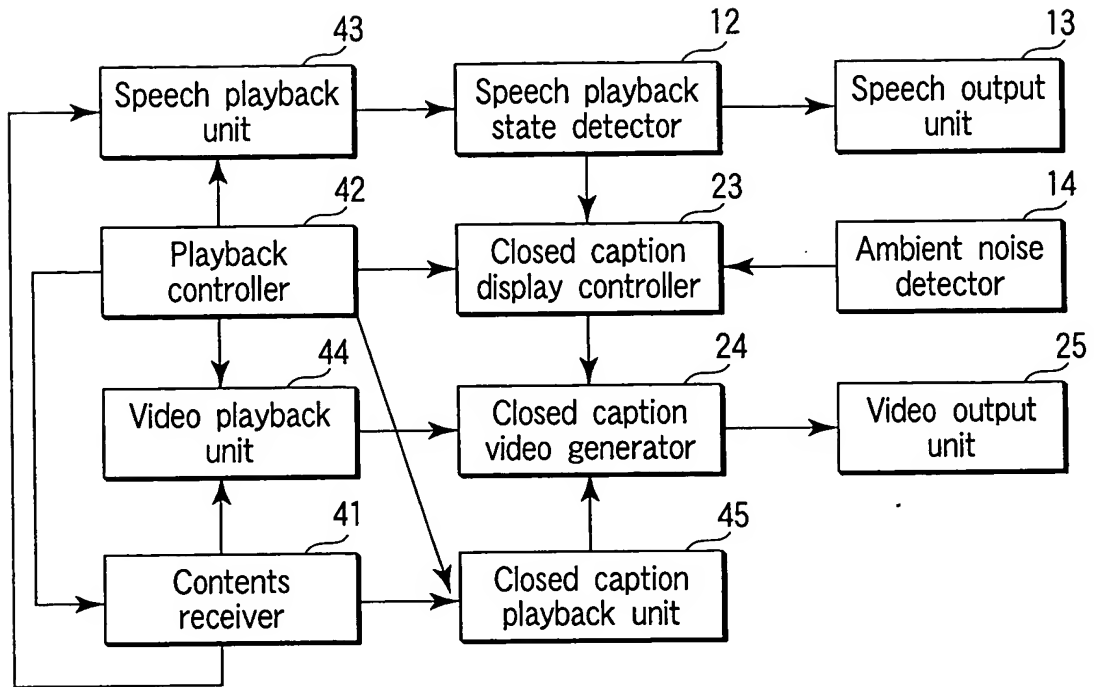 43
Speech playback
unit
12
Speech playback
state detector
13
Speech output
unit
42
Playback
controller
23
Closed caption
display controller
14
Ambient noise
detector
44
Video playback
unit
24
Closed caption
video generator
25
Video output
unit
41
Contents
receiver
45
Closed caption
playback unit